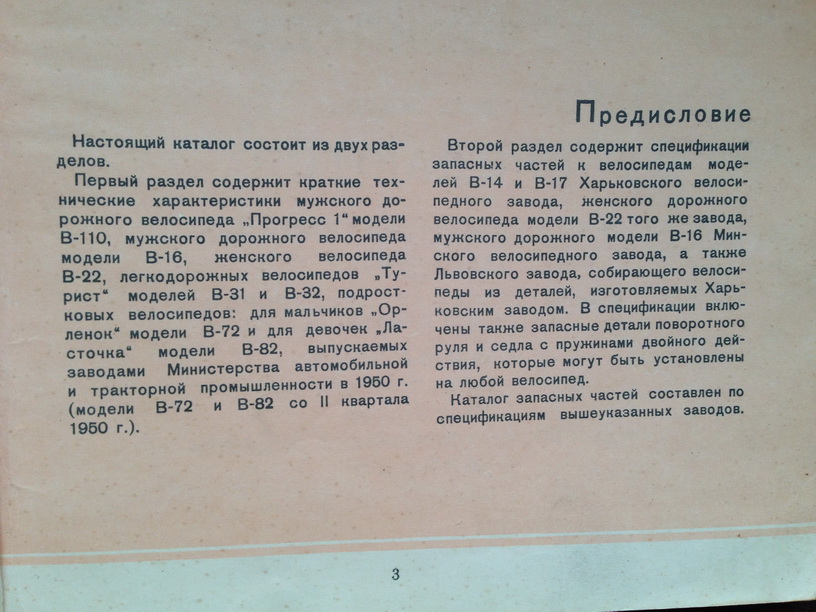 Предисловие
Настоящий каталог состоит из двух раз-
делов.
Первый раздел содержит краткие тех-
нические характеристики мужского до-
рожного велосипеда „Прогресс 1“ модели
В-110, мужского дорожного велосипеда
модели В-16, женского велосипеда
В-22, легкодорожных велосипедов „Ту-
рист“ моделей В-31 и В-32, подрост-
ковых велосипедов: для мальчиков „Ор-
ленок“ модели В-72 и для девочек „Ла-
сточка“ модели В-82, выпускаемых
заводами Министерства автомобильной
и тракторной промышленности в 1950 г.
(модели В-72 и В-82 со II квартала
1950 г.).
Второй раздел содержит спецификации
запасных частей к велосипедам моде-
лей В-14 и В-17 Харьковского велоси-
педного завода, женского дорожного
велосипеда модели В-22 того же завода,
мужского дорожного модели В-16 Мин-
ского велосипедного завода, а также
Львовского завода, собирающего велоси-
педы из деталей, изготовляемых Харь-
ковским заводом. В спецификации вклю-
чены также запасные детали поворотного
руля и седла с пружинами двойного дей-
ствия, которые могут быть установлены
на любой велосипед.
Каталог запасных частей составлен по
спецификациям вышеуказанных заводов.
3